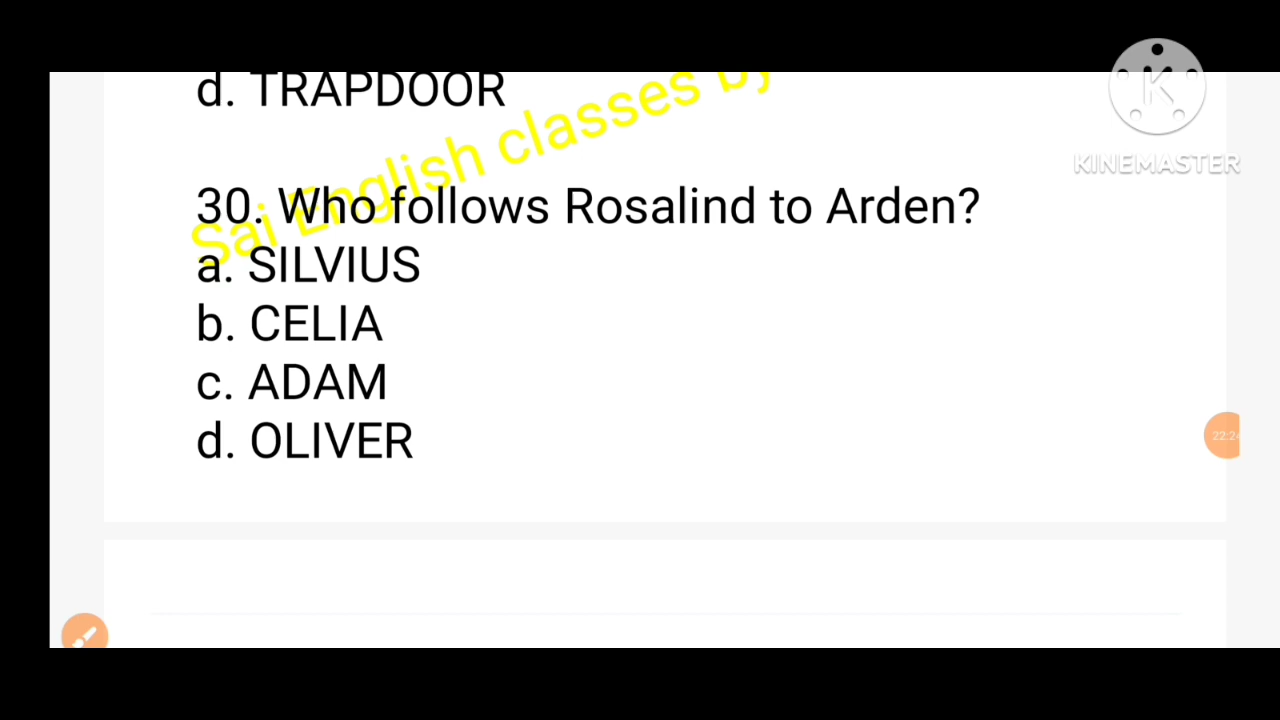 d. TRAPDOOR
Sai English classes by
KINEMASTER
30. Who follows Rosalind to Arden?
a. SILVIUS
b. CELIA
c. ADAM
d. OLIVER